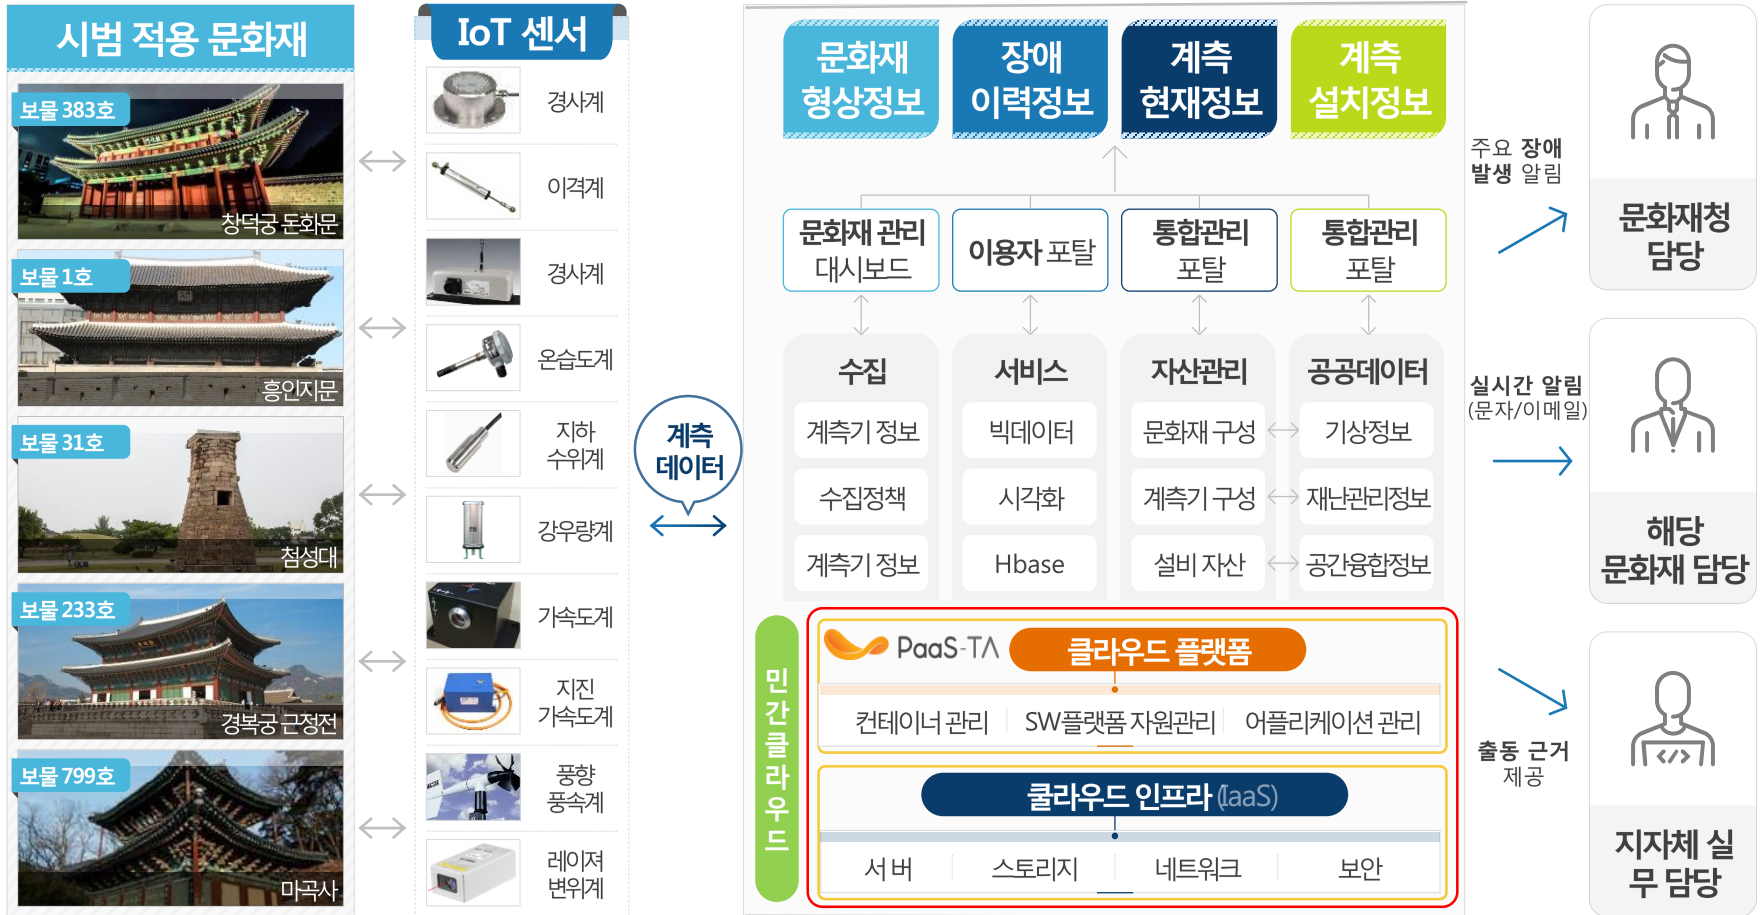 시범 적용 문화재
보물 383호
창덕궁 돈화문
보물 1호
흥인지문
보물 31호
첨성대
보물 233호
경복궁 근정전
보물 799호
마곡사
IoT 센서
경사계
이격계
경사계
온습도계
지하
수위계
강우량계
가속도계
지진
가속도계
풍향
풍속계
레이져
변위계
계측
데이터
문화재
형상정보
장애
이력정보
계측
현재정보
계측
설치정보
문화재 관리
대시보드
이용자 포탈
통합관리
포탈
통합관리
포탈
수집
계측기 정보
수집정책
계측기 정보
서비스
빅데이터
시각화
Hbase
자산관리
문화재 구성
계측기 구성
설비 자산
공공데이터
기상정보
재난관리정보
공간융합정보
민간클라우드
PaaS-TA
클라우드 플랫폼
컨테이너 관리
SW플랫폼 자원관리
어플리케이션 관리
쿨라우드 인프라 (IaaS)
서 버
스토리지
네트워크
보안
주요 장애
발생 알림
문화재청
담당
실시간 알림
(문자/이메일)
해당
문화재 담당
출동 근거
제공
지자체 실
무 담당